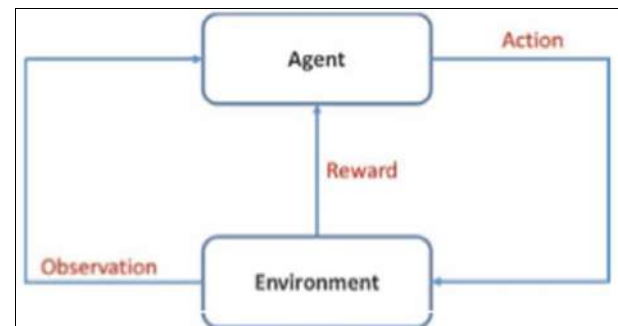 Action
Agent
Reward
Observation
Environment